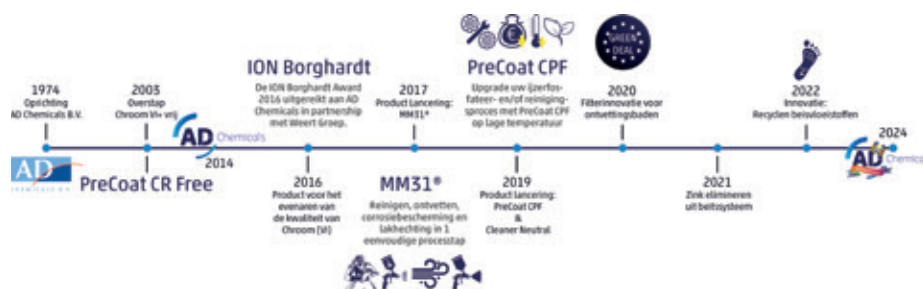 1974
Oprichting
AD Chemicals B.V.
AD
2003
Overstap
Chroom VI+ vrij
PreCoat CR Free
AD Chemicals
2014
ION Borghardt
De ION Borghardt Award
2016 uitgereikt aan AD
Chemicals in partnership
met Weert Groep.
2016
Product voor het
evenaren van de
de kwaliteit van
Chroom (VI)
2017
Product Lancering:
MM31®
MM31®
Reinigen, ontvetten,
corrosiebescherming en
lakhechting in 1
eenvoudige processtap
PreCoat CPF
Upgrade uw ijzerfos-
fateer- en/of reinigings-
proces met PreCoat CPF
op lage temperatuur
2019
Product lancering:
PreCoat CPF
&
Cleaner Neutral
GREEN
DEAL
2020
Filterinnovatie voor
ontvettingsbaden
2021
Zink elimineren
uit beitssysteem
2022
Innovatie:
Recyclen beitsvloeistoffen
2024
AD